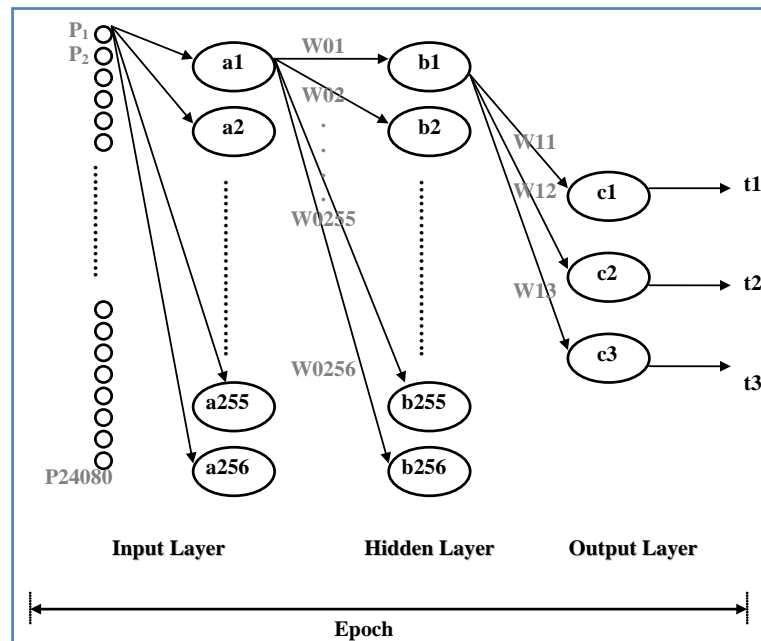 P1
P2
P24080
a1
a2
a255
a256
W01
W02
W0255
W0256
b1
b2
b255
b256
W11
W12
W13
c1
c2
c3
t1
t2
t3
Input Layer
Hidden Layer
Output Layer
Epoch